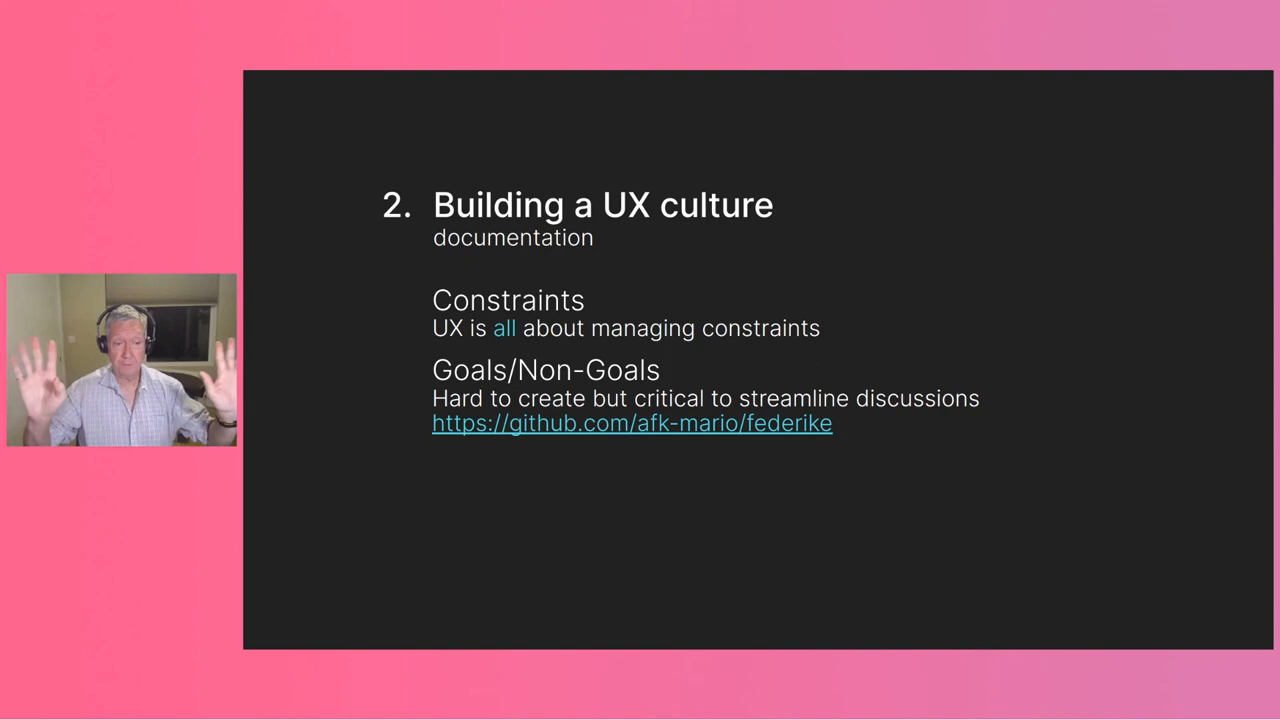 2. Building a UX culture
documentation
Constraints
UX is all about managing constraints
Goals/Non-Goals
Hard to create but critical to streamline discussions
https://github.com/afk-mario/federike